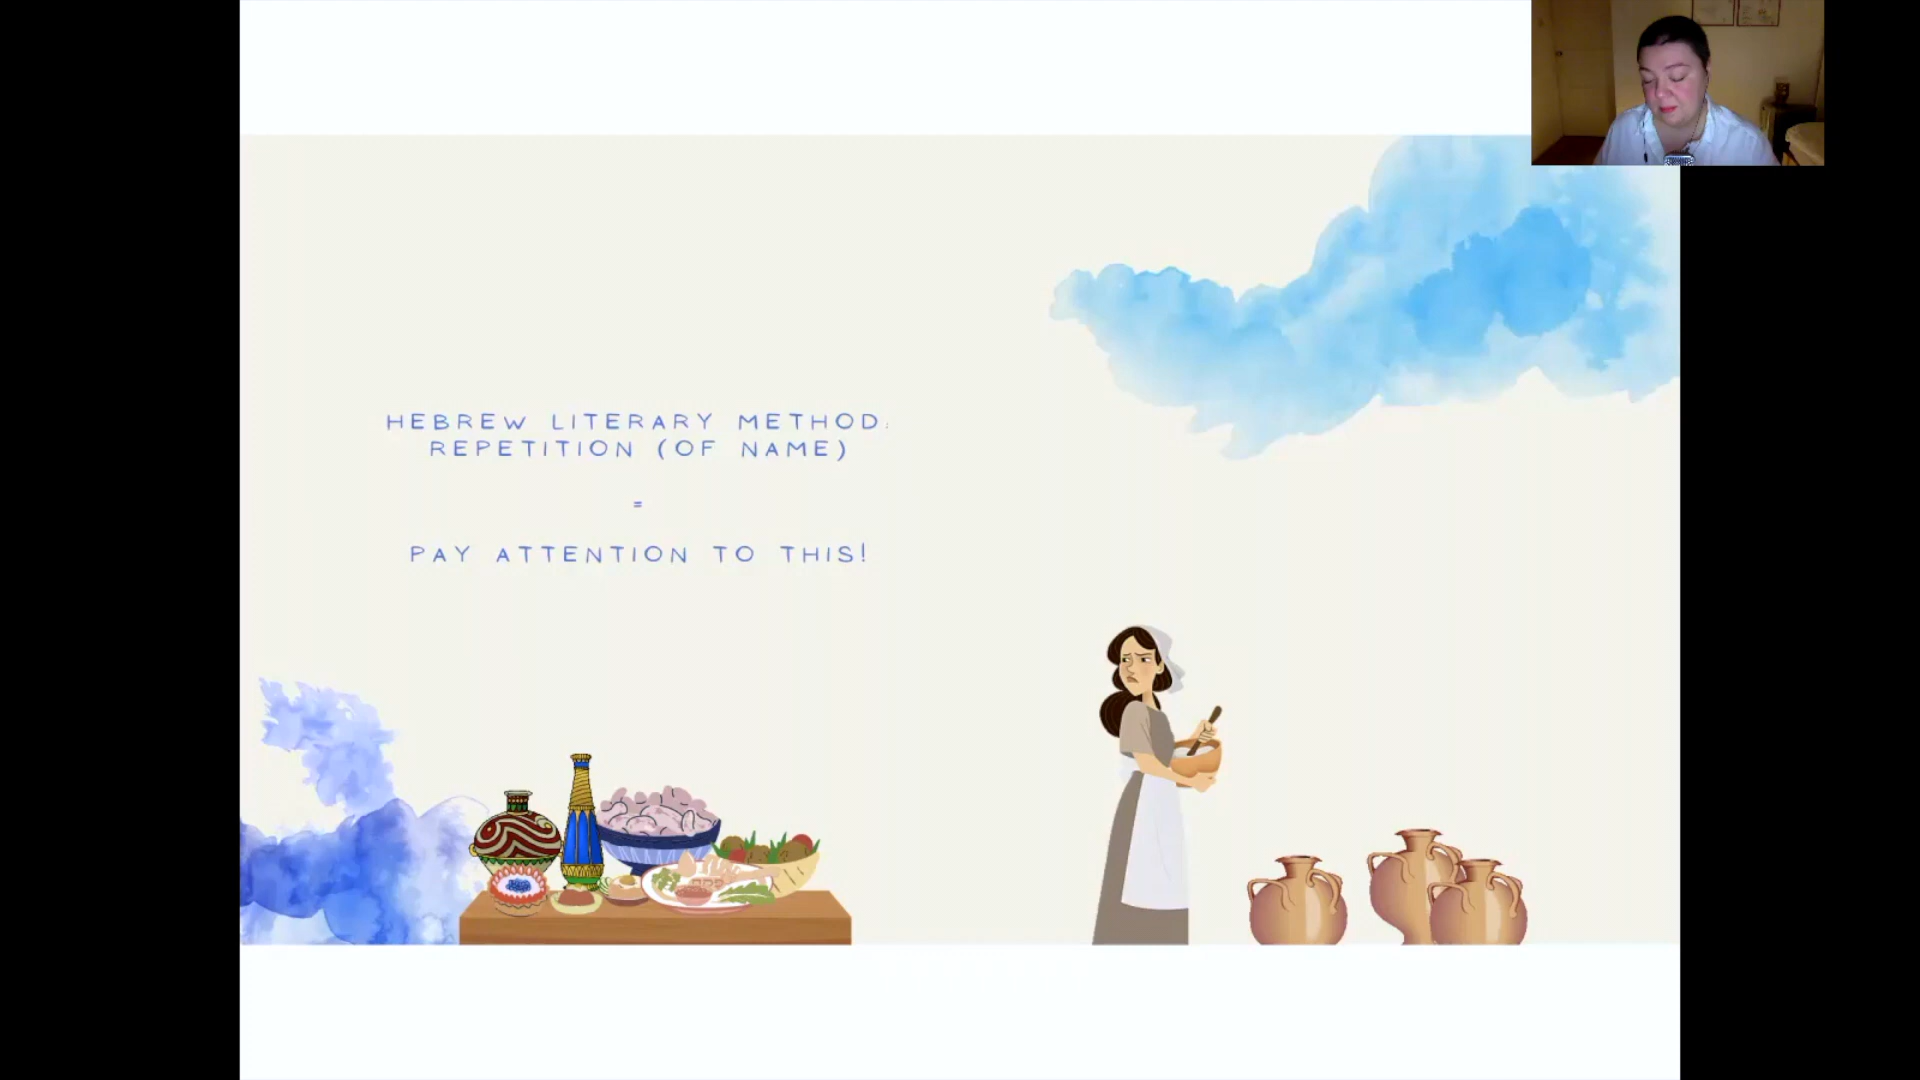 HEBREW LITERARY METHOD:
REPETITION (OF NAME)
=
PAY ATTENTION TO THIS!